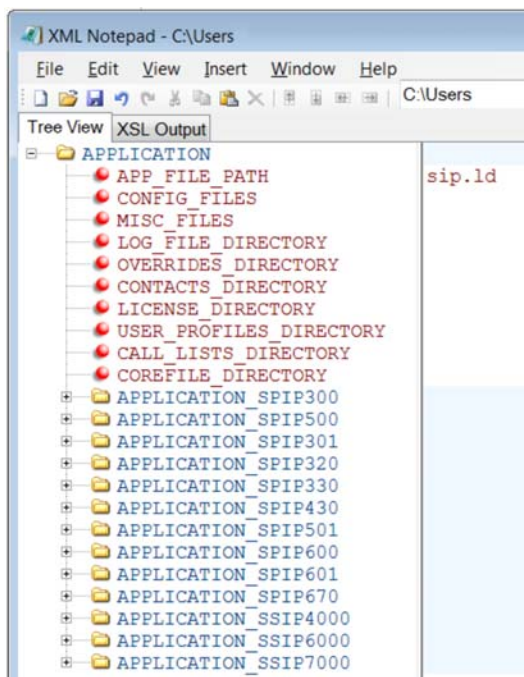 XML Notepad - C:\Users
File Edit View Insert Window Help
C:\Users
Tree View XSL Output
APPLICATION
APP_FILE_PATH sip.ld
CONFIG_FILES
MISC_FILES
LOG_FILE_DIRECTORY
OVERRIDES_DIRECTORY
CONTACTS_DIRECTORY
LICENSE_DIRECTORY
USER_PROFILES_DIRECTORY
CALL_LISTS_DIRECTORY
COREFILE_DIRECTORY
APPLICATION_SPIP300
APPLICATION_SPIP500
APPLICATION_SPIP301
APPLICATION_SPIP320
APPLICATION_SPIP330
APPLICATION_SPIP430
APPLICATION_SPIP501
APPLICATION_SPIP600
APPLICATION_SPIP601
APPLICATION_SPIP670
APPLICATION_SSIP4000
APPLICATION_SSIP6000
APPLICATION_SSIP7000